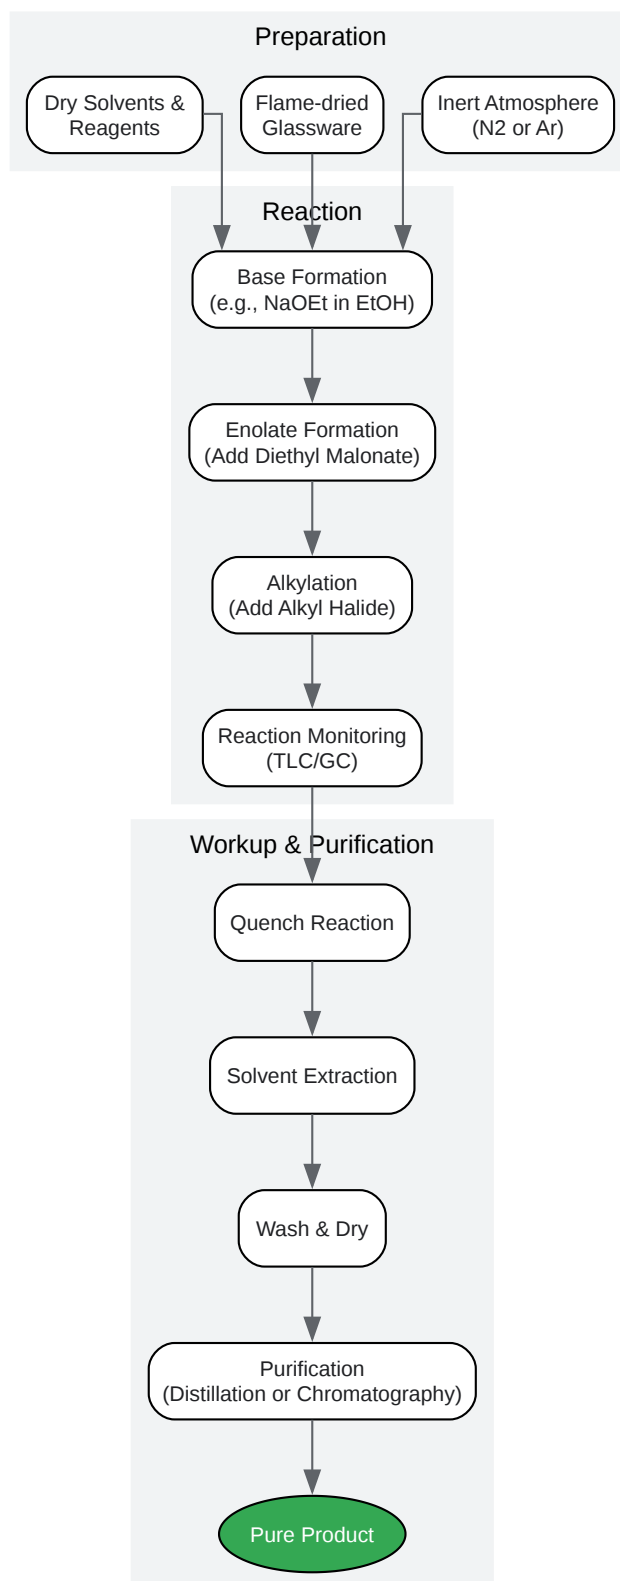 Preparation
Dry Solvents &
Reagents
Flame-dried
Glassware
Inert Atmosphere
(N2 or Ar)
Reaction
Base Formation
(e.g., NaOEt in EtOH)
Enolate Formation
(Add Diethyl Malonate)
Alkylation
(Add Alkyl Halide)
Reaction Monitoring
(TLC/GC)
Workup & Purification
Quench Reaction
Solvent Extraction
Wash & Dry
Purification
(Distillation or Chromatography)
Pure Product